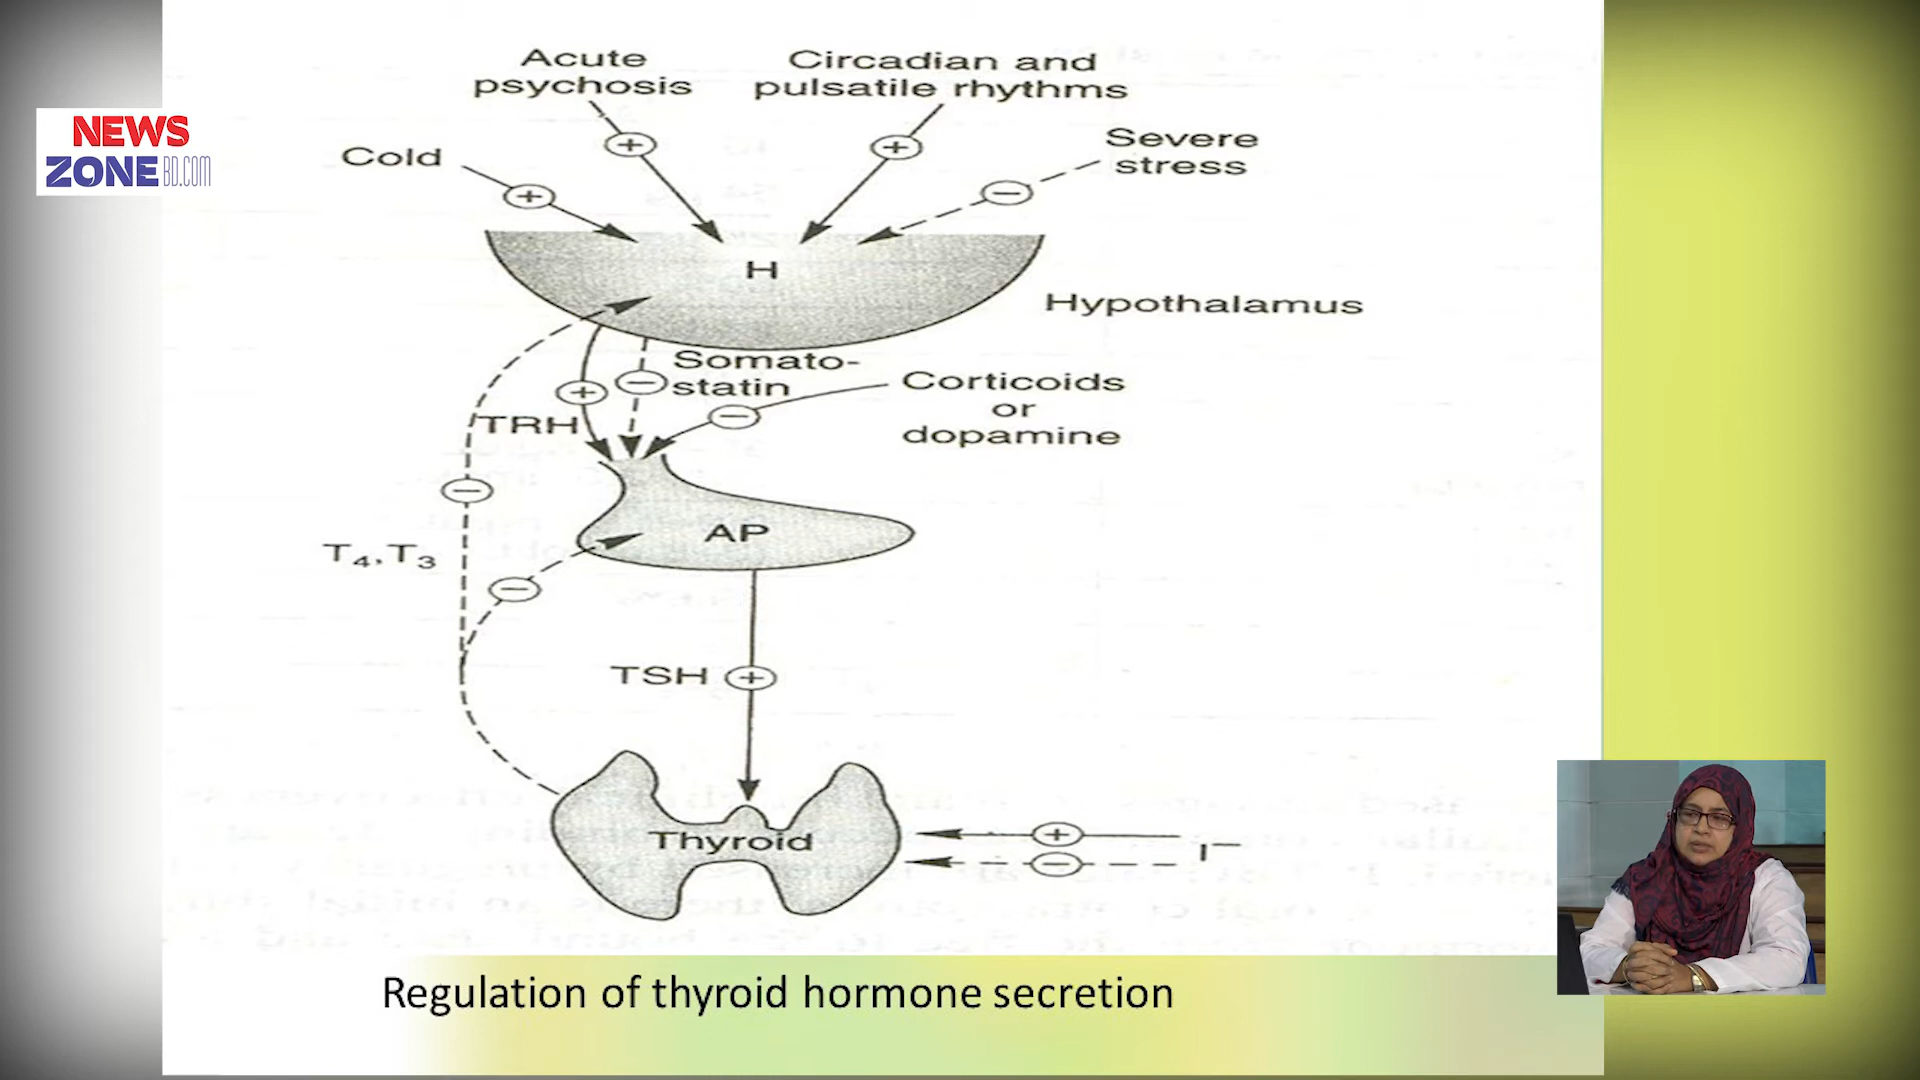 Acute
psychosis
Circadian and
pulsatile rhythms
NEWS
ZONE BD.COM
Cold
Severe
stress
+
+
+
−
H
Hypothalamus
Somato-
statin
Corticoids
or
dopamine
+
−
−
TRH
−
AP
T4, T3
−
TSH
+
Thyroid
+
−
I−
Regulation of thyroid hormone secretion